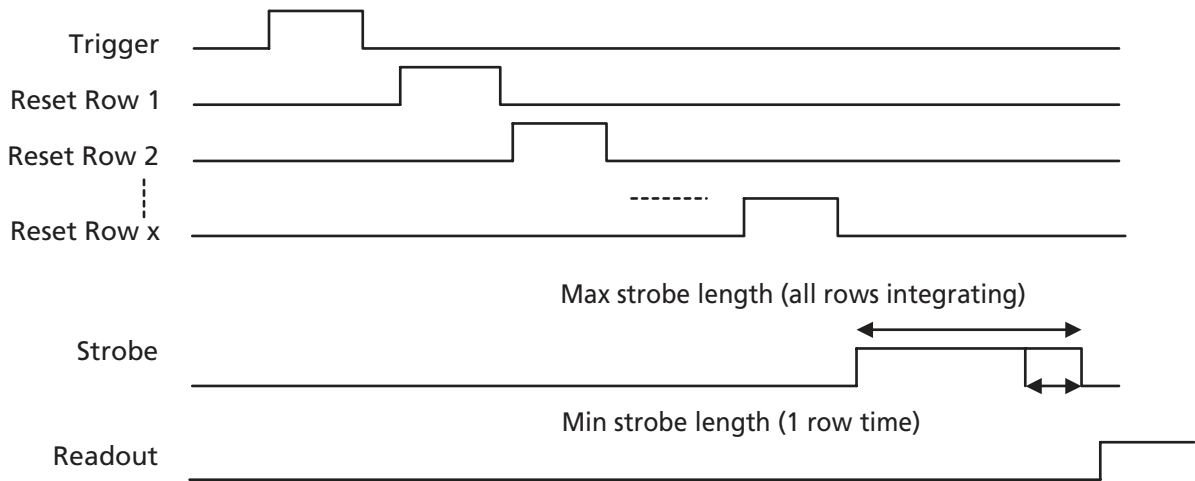 Trigger
Reset Row 1
Reset Row 2
Reset Row x
Max strobe length (all rows integrating)
Strobe
Min strobe length (1 row time)
Readout